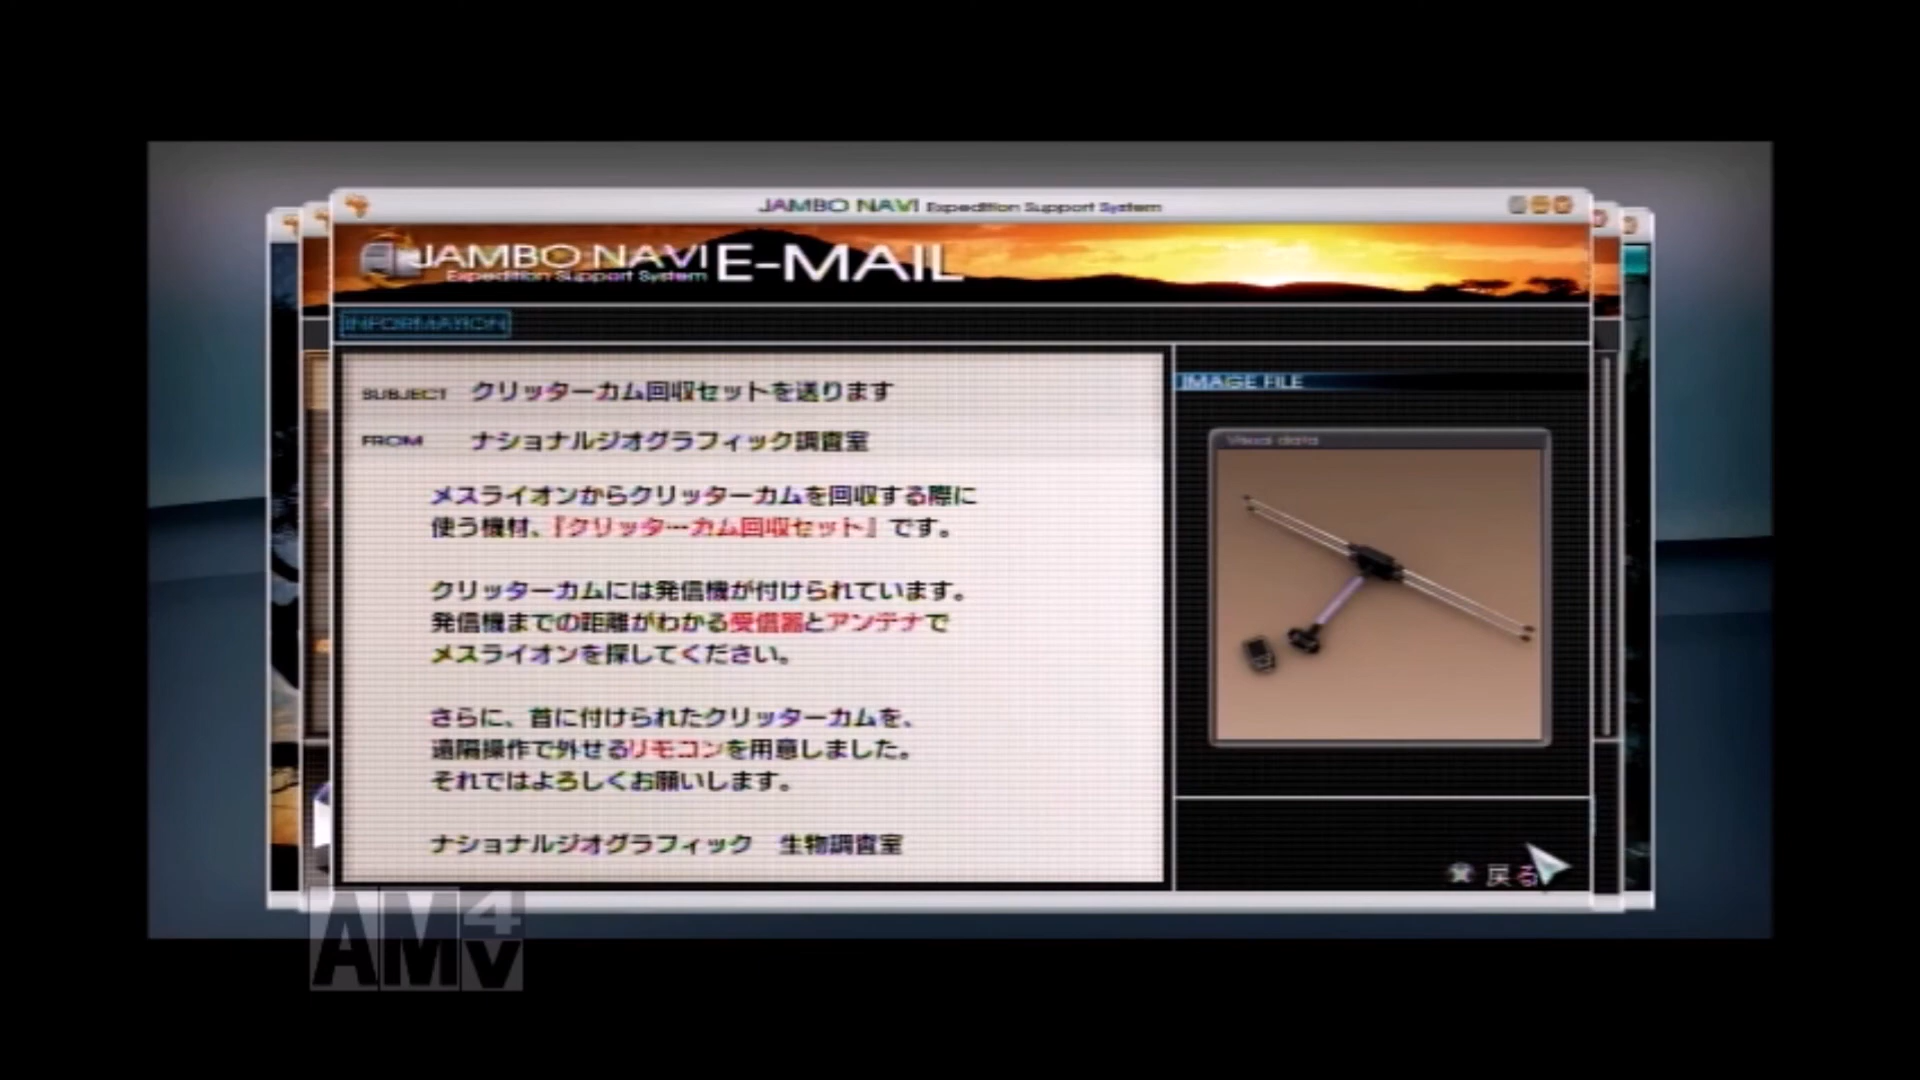 JAMBO NAVI Expedition Support System
JAMBO NAVI E-MAIL
Expedition Support System
INFORMATION
SUBJECT クリッターカム回収セットを送ります
FROM ナショナルジオグラフィック調査室
メスライオンからクリッターカムを回収する際に
使う機材、『クリッターカム回収セット』です。
クリッターカムには発信機が付けられています。
発信機までの距離がわかる受信器とアンテナで
メスライオンを探してください。
さらに、首に付けられたクリッターカムを、
遠隔操作で外せるリモコンを用意しました。
それではよろしくお願いします。
ナショナルジオグラフィック 生物調査室
IMAGE FILE
Visual data
戻る
AM4V